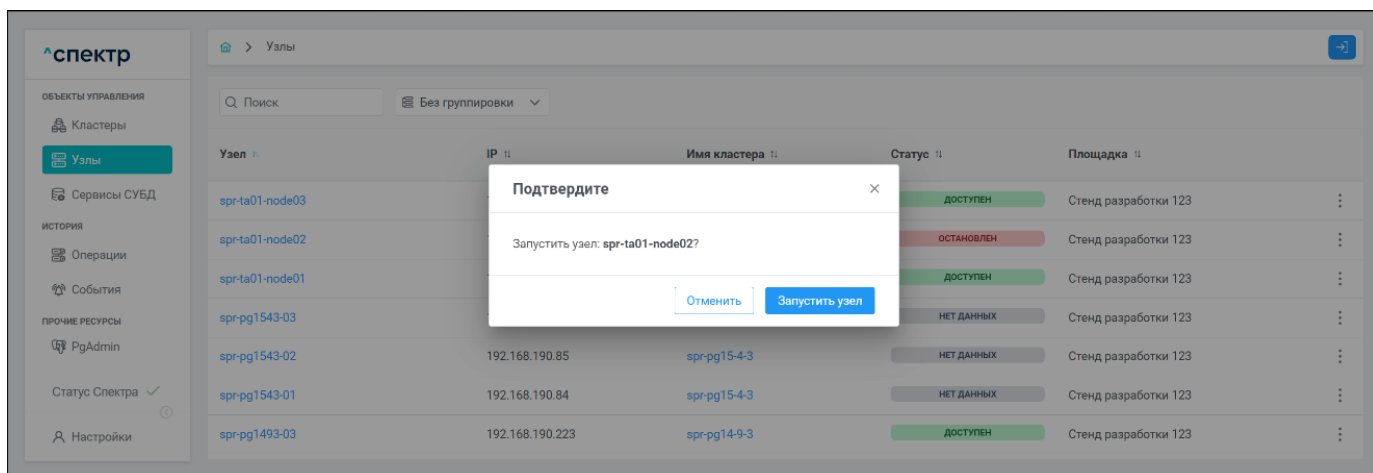 ^спектр
Узлы
ОБЪЕКТЫ УПРАВЛЕНИЯ
Кластеры
Узлы
Сервисы СУБД
ИСТОРИЯ
Операции
События
ПРОЧИЕ РЕСУРСЫ
PgAdmin
Статус Спектра
Настройки
Поиск
Без группировки
Узел IP Имя кластера Статус Площадка
spr-ta01-node03 ДОСТУПЕН Стенд разработки 123
spr-ta01-node02 ОСТАНОВЛЕН Стенд разработки 123
spr-ta01-node01 ДОСТУПЕН Стенд разработки 123
spr-pg1543-03 НЕТ ДАННЫХ Стенд разработки 123
spr-pg1543-02 192.168.190.85 spr-pg15-4-3 НЕТ ДАННЫХ Стенд разработки 123
spr-pg1543-01 192.168.190.84 spr-pg15-4-3 НЕТ ДАННЫХ Стенд разработки 123
spr-pg1493-03 192.168.190.223 spr-pg14-9-3 ДОСТУПЕН Стенд разработки 123
Подтвердите
Запустить узел: spr-ta01-node02?
Отменить Запустить узел